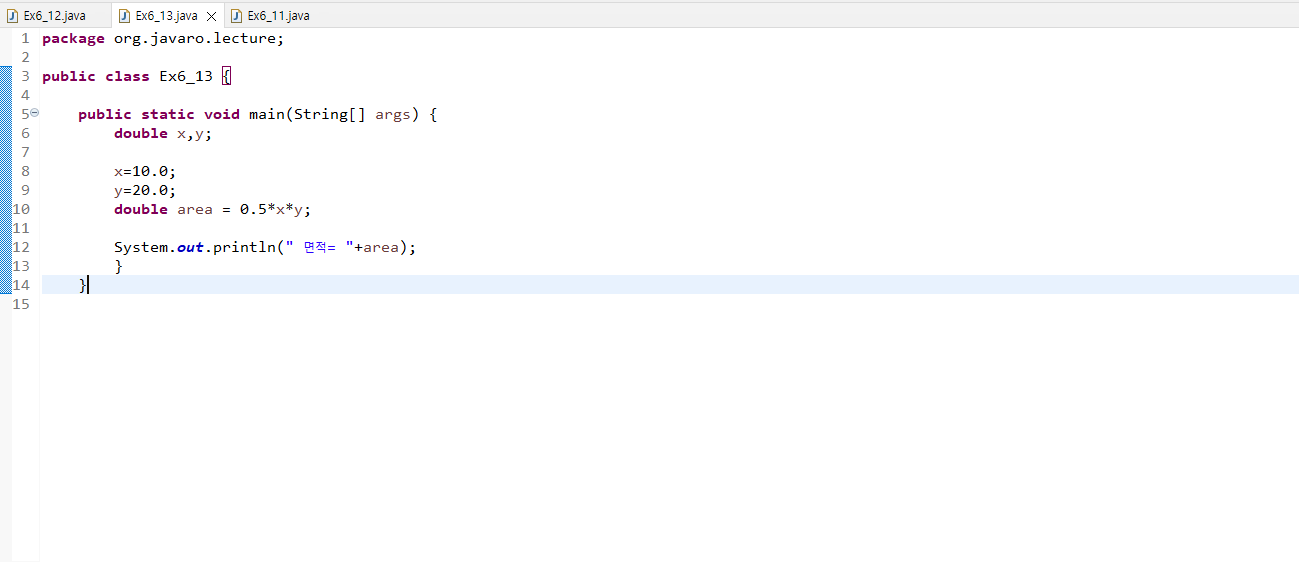 Ex6_12.java Ex6_13.java Ex6_11.java
1 package org.javaro.lecture;
2
3 public class Ex6_13 {
4
5 public static void main(String[] args) {
6 double x,y;
7
8 x=10.0;
9 y=20.0;
10 double area = 0.5*x*y;
11
12 System.out.println(" 면적= "+area);
13 }
14 }
15